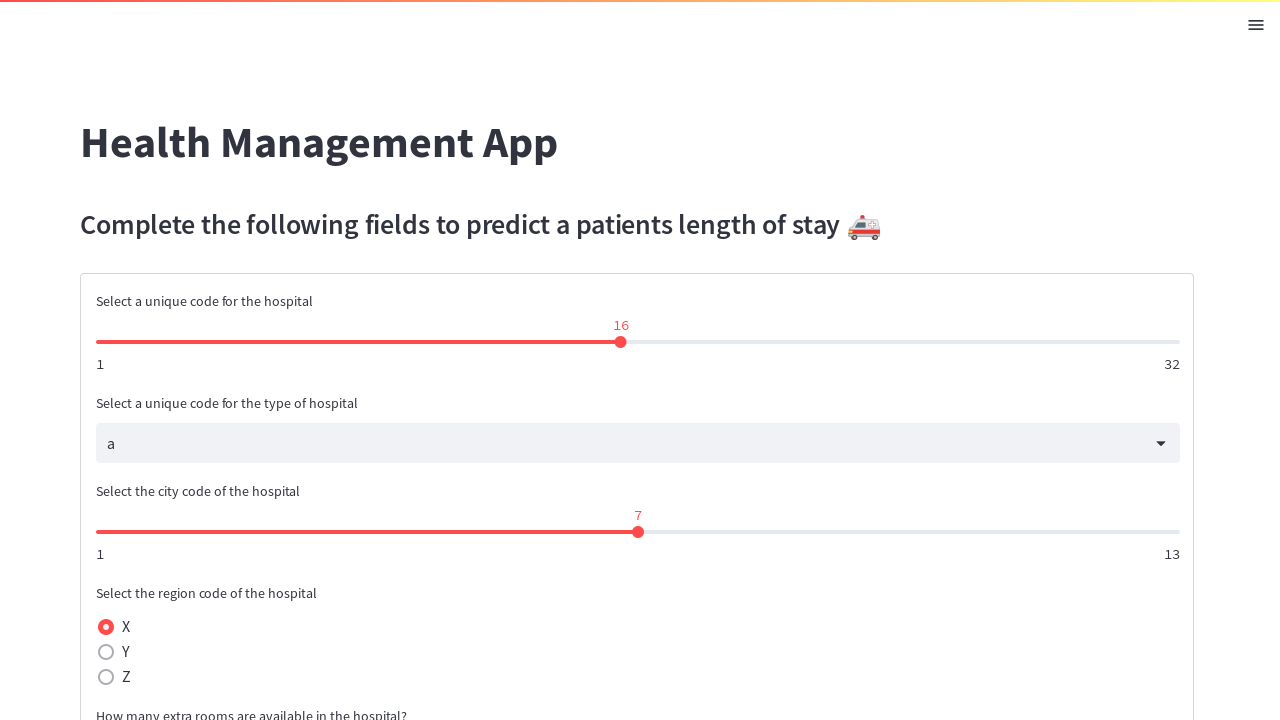 Health Management App
Complete the following fields to predict a patients length of stay 🚑
Select a unique code for the hospital
16
1 32
Select a unique code for the type of hospital
a
Select the city code of the hospital
7
1 13
Select the region code of the hospital
X
Y
Z
How many extra rooms are available in the hospital?